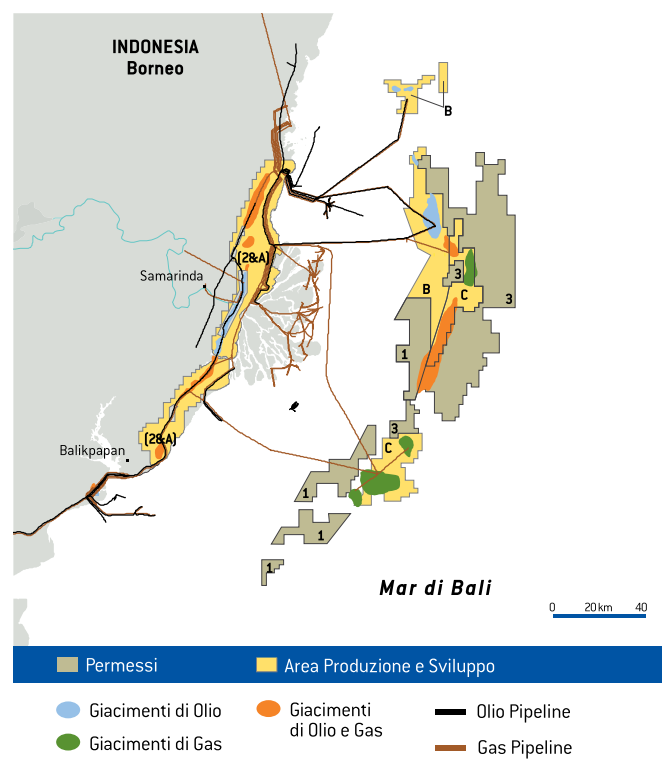 INDONESIA
Borneo
B
(2&A)
Samarinda
3
B
C
3
1
(2&A)
Balikpapan
3
C
1
1
1
Mar di Bali
0 20 km 40
Permessi
Area Produzione e Sviluppo
Giacimenti di Olio
Giacimenti
di Olio e Gas
Olio Pipeline
Giacimenti di Gas
Gas Pipeline